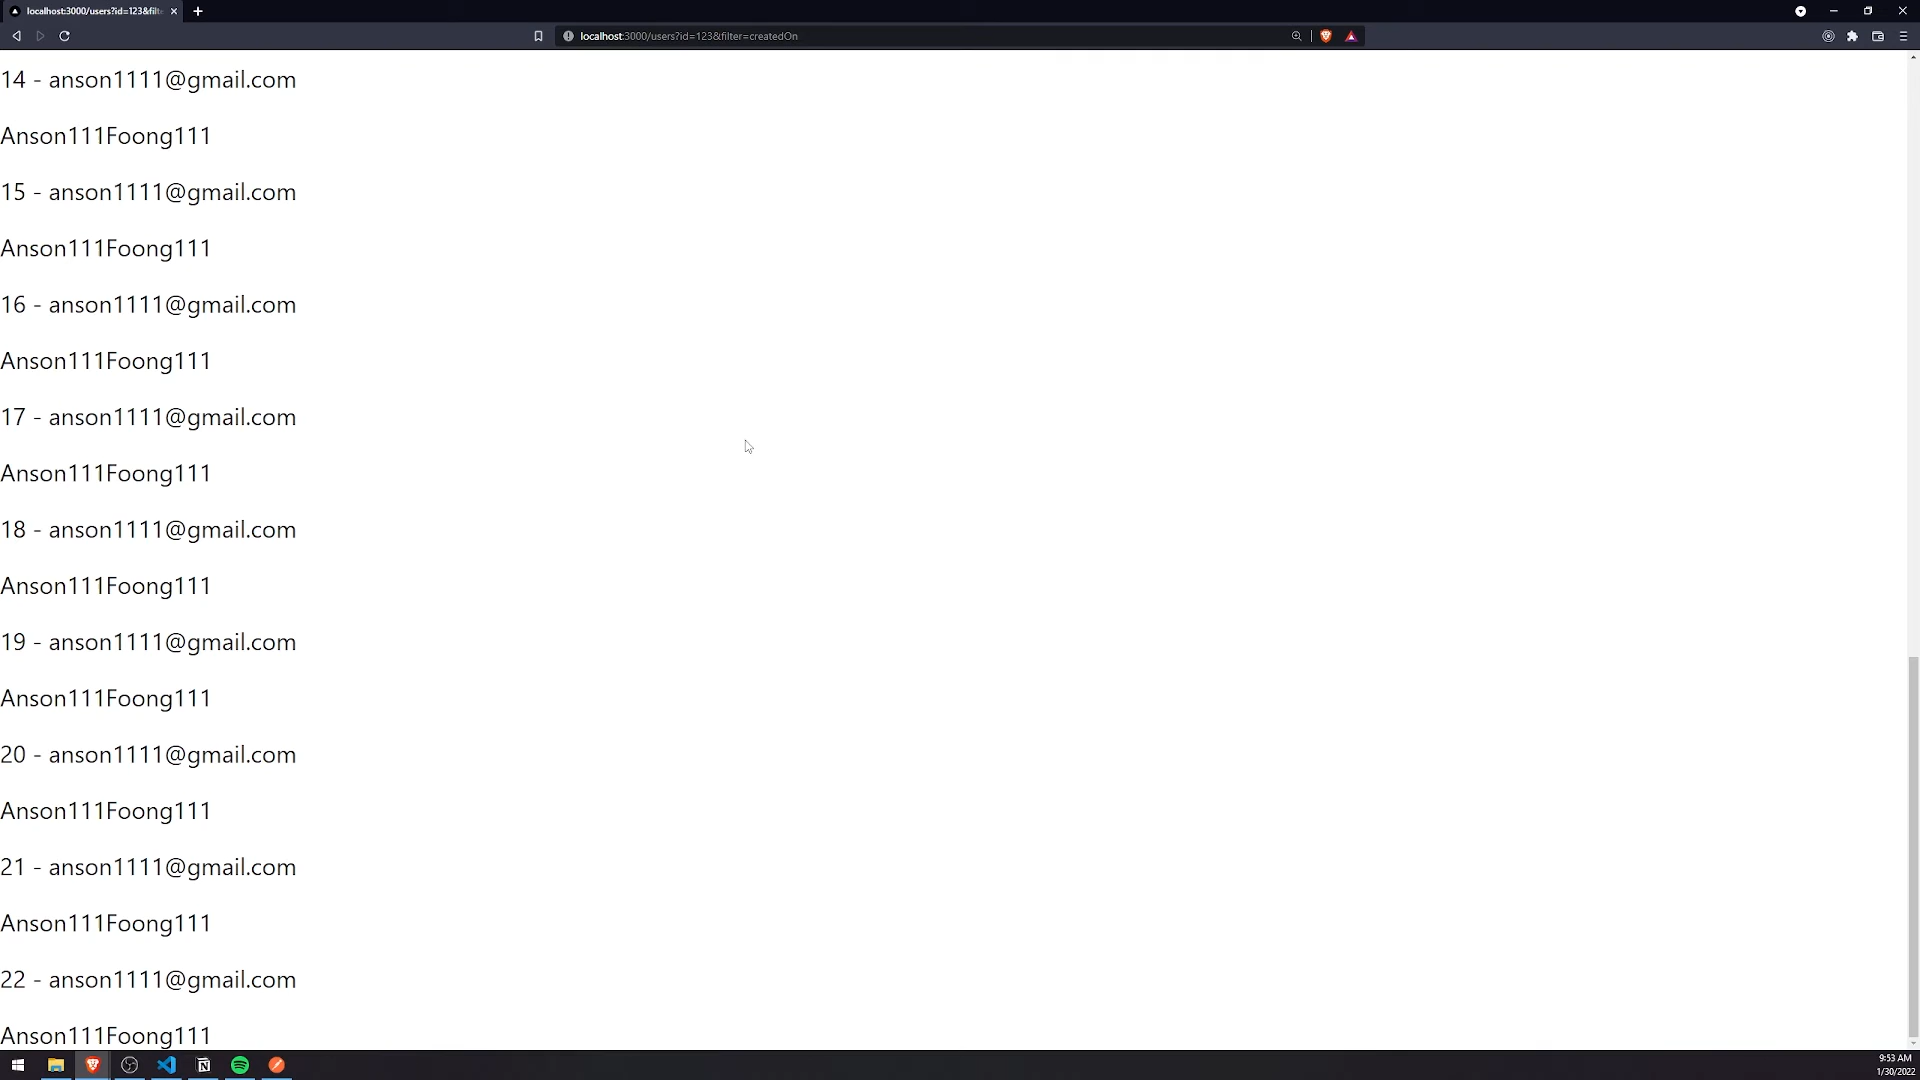 localhost:3000/users?id=123&filt
localhost:3000/users?id=123&filter=createdOn
14 - anson1111@gmail.com
Anson111Foong111
15 - anson1111@gmail.com
Anson111Foong111
16 - anson1111@gmail.com
Anson111Foong111
17 - anson1111@gmail.com
Anson111Foong111
18 - anson1111@gmail.com
Anson111Foong111
19 - anson1111@gmail.com
Anson111Foong111
20 - anson1111@gmail.com
Anson111Foong111
21 - anson1111@gmail.com
Anson111Foong111
22 - anson1111@gmail.com
Anson111Foong111
9:53 AM
1/30/2022